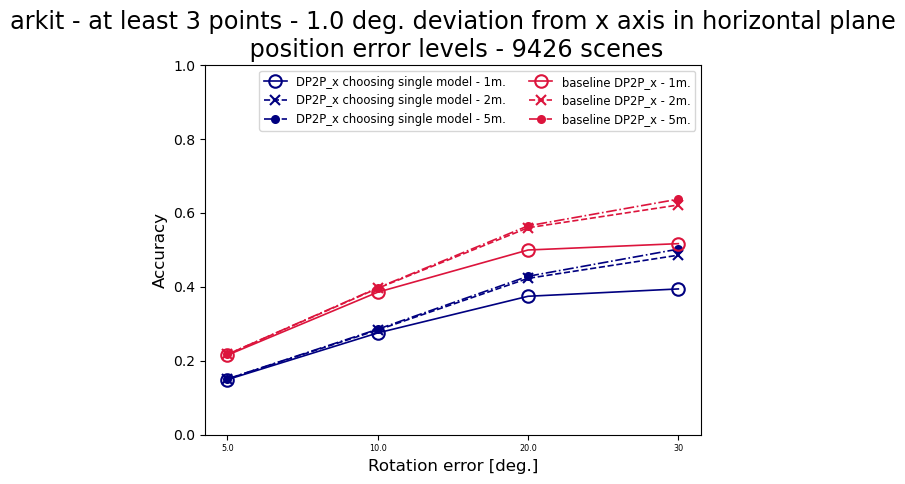 arkit - at least 3 points - 1.0 deg. deviation from x axis in horizontal plane
position error levels - 9426 scenes
DP2P_x choosing single model - 1m.
DP2P_x choosing single model - 2m.
DP2P_x choosing single model - 5m.
baseline DP2P_x - 1m.
baseline DP2P_x - 2m.
baseline DP2P_x - 5m.
Accuracy
1.0
0.8
0.6
0.4
0.2
0.0
5.0
10.0
20.0
30
Rotation error [deg.]